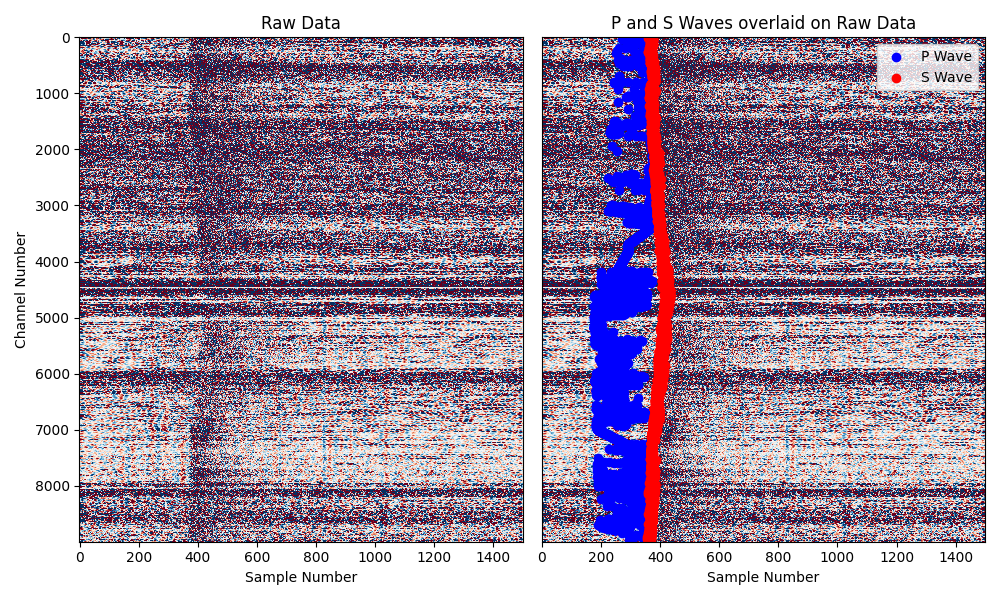 Raw Data
P and S Waves overlaid on Raw Data
Channel Number
0
1000
2000
3000
4000
5000
6000
7000
8000
0 200 400 600 800 1000 1200 1400
Sample Number
P Wave
S Wave
0 200 400 600 800 1000 1200 1400
Sample Number